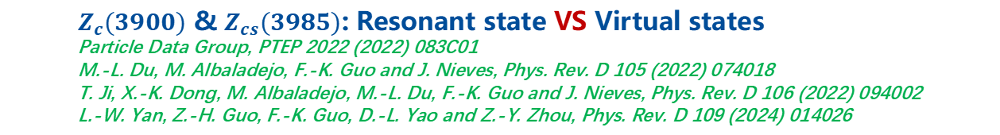 Z_c(3900) & Z_cs(3985): Resonant state VS Virtual states
Particle Data Group, PTEP 2022 (2022) 083C01
M.-L. Du, M. Albaladejo, F.-K. Guo and J. Nieves, Phys. Rev. D 105 (2022) 074018
T. Ji, X.-K. Dong, M. Albaladejo, M.-L. Du, F.-K. Guo and J. Nieves, Phys. Rev. D 106 (2022) 094002
L.-W. Yan, Z.-H. Guo, F.-K. Guo, D.-L. Yao and Z.-Y. Zhou, Phys. Rev. D 109 (2024) 014026